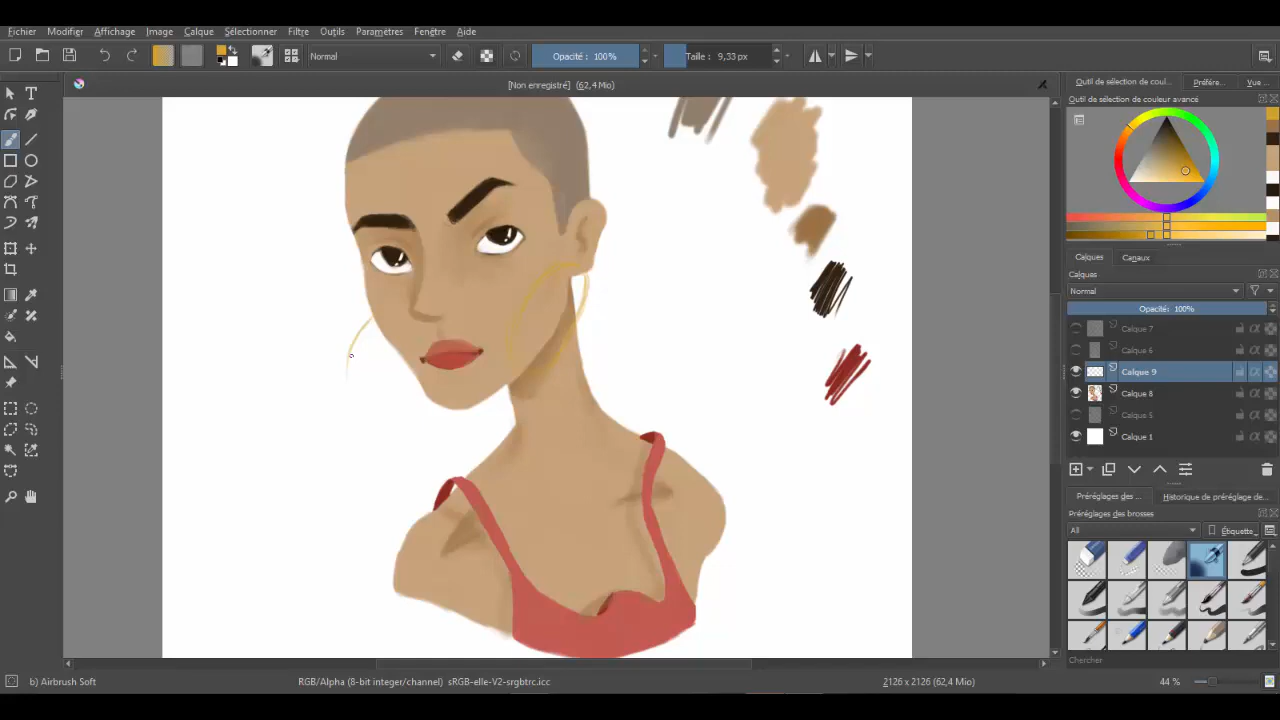 Fichier Modifier Affichage Image Calque Sélectionner Filtre Outils Paramètres Fenêtre Aide
Normal Opacité : 100% Taille : 9,33 px
[Non enregistré] (62,4 Mio)
Outil de sélection de coul... Préfére... Vue ...
Outil de sélection de couleur avancé
Calques Canaux
Calques
Normal
Opacité: 100%
Calque 7
Calque 6
Calque 9
Calque 8
Calque 5
Calque 1
Préréglages des ... Historique de préréglage de...
Préréglages des brosses
All Étiquette
Chercher
b) Airbrush Soft RGB/Alpha (8-bit integer/channel) sRGB-elle-V2-srgbtrc.icc 2126 x 2126 (62,4 Mio) 44 %